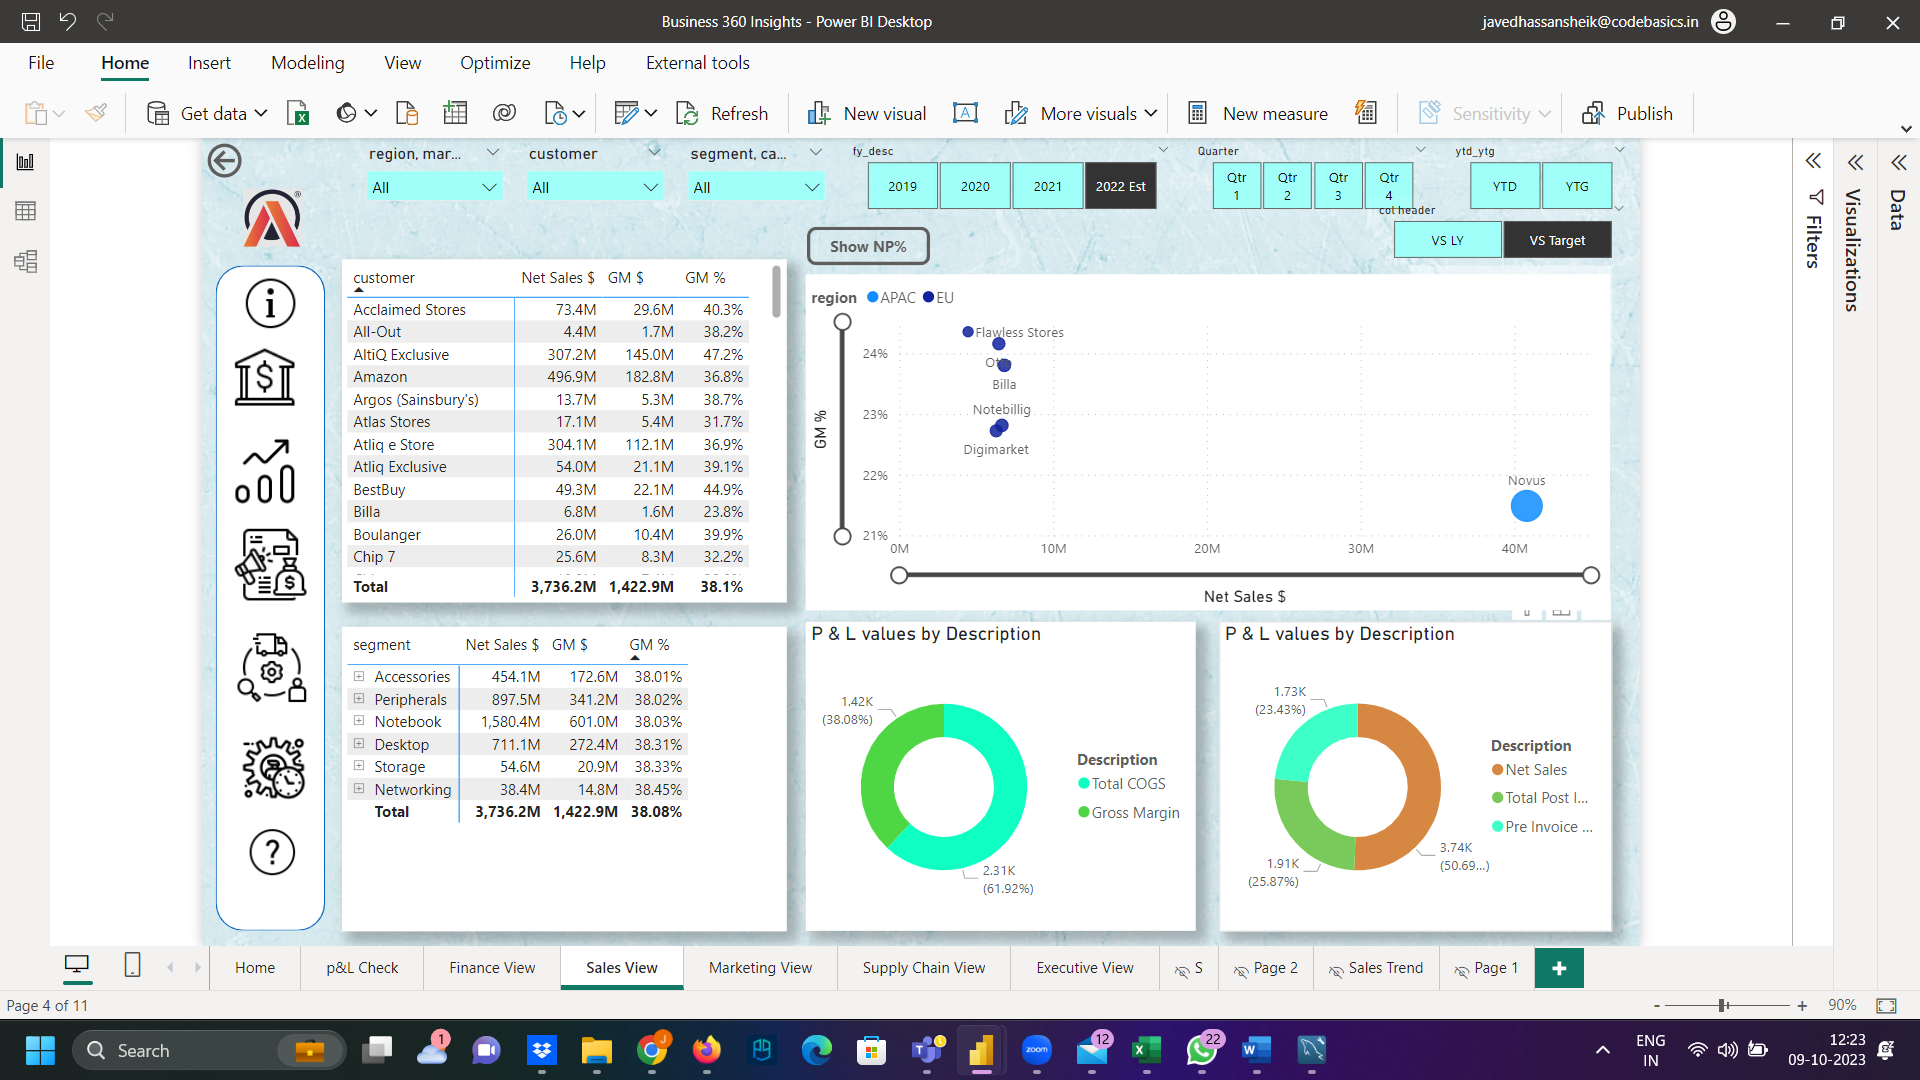 Business 360 Insights - Power BI Desktop
javedhassansheik@codebasics.in
File Home Insert Modeling View Optimize Help External tools
Get data Refresh New visual More visuals New measure Sensitivity Publish
region, mar... customer segment, ca... fy_desc Quarter ytd_ytg
All All All
2019 2020 2021 2022 Est
Qtr 1 Qtr 2 Qtr 3 Qtr 4
YTD YTG
col header
VS LY VS Target
Show NP%
customer Net Sales $ GM $ GM %
Acclaimed Stores 73.4M 29.6M 40.3%
All-Out 4.4M 1.7M 38.2%
AltiQ Exclusive 307.2M 145.0M 47.2%
Amazon 496.9M 182.8M 36.8%
Argos (Sainsbury's) 13.7M 5.3M 38.7%
Atlas Stores 17.1M 5.4M 31.7%
Atliq e Store 304.1M 112.1M 36.9%
Atliq Exclusive 54.0M 21.1M 39.1%
BestBuy 49.3M 22.1M 44.9%
Billa 6.8M 1.6M 23.8%
Boulanger 26.0M 10.4M 39.9%
Chip 7 25.6M 8.3M 32.2%
Total 3,736.2M 1,422.9M 38.1%
region APAC EU
GM %
24%
23%
22%
21%
Flawless Stores
Billa
Notebillig
Digimarket
Novus
0M 10M 20M 30M 40M
Net Sales $
segment Net Sales $ GM $ GM %
Accessories 454.1M 172.6M 38.01%
Peripherals 897.5M 341.2M 38.02%
Notebook 1,580.4M 601.0M 38.03%
Desktop 711.1M 272.4M 38.31%
Storage 54.6M 20.9M 38.33%
Networking 38.4M 14.8M 38.45%
Total 3,736.2M 1,422.9M 38.08%
P & L values by Description
1.42K
(38.08%)
2.31K
(61.92%)
Description
Total COGS
Gross Margin
P & L values by Description
1.73K
(23.43%)
1.91K
(25.87%)
3.74K
(50.69...)
Description
Net Sales
Total Post I...
Pre Invoice ...
Filters
Visualizations
Data
Home p&L Check Finance View Sales View Marketing View Supply Chain View Executive View S Page 2 Sales Trend Page 1
Page 4 of 11
- + 90%
Search
1
zoom
12
22
ENG
IN
12:23
09-10-2023